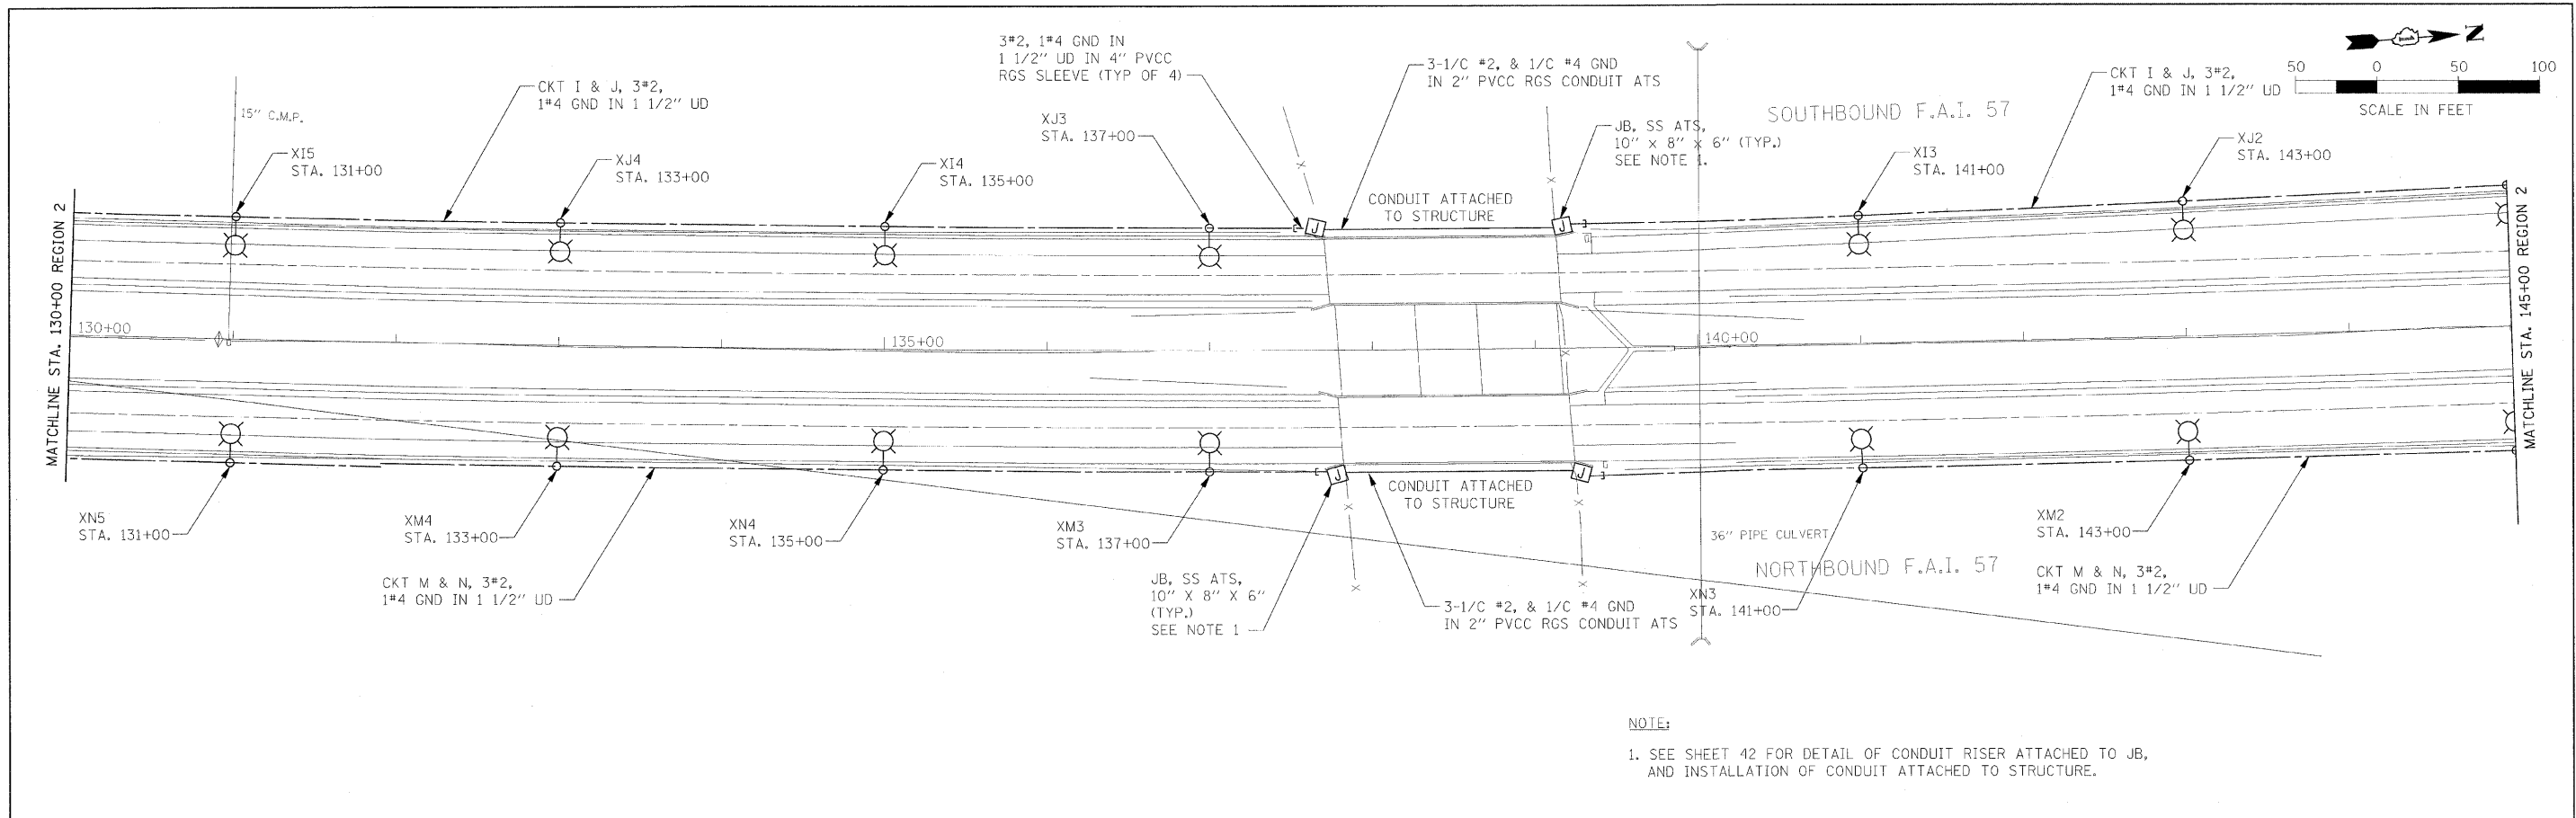 3#2, 1#4 GND IN
1 1/2" UD IN 4" PVCC
RGS SLEEVE (TYP OF 4)
3-1/C #2, & 1/C #4 GND
IN 2" PVCC RGS CONDUIT ATS
CKT I & J, 3#2,
1#4 GND IN 1 1/2" UD
CKT I & J, 3#2,
1#4 GND IN 1 1/2" UD
N
50 0 50 100
SCALE IN FEET
15" C.M.P.
SOUTHBOUND F.A.I. 57
XI5
STA. 131+00
XJ4
STA. 133+00
XI4
STA. 135+00
XJ3
STA. 137+00
JB, SS ATS,
10" X 8" X 6" (TYP.)
SEE NOTE 1.
XI3
STA. 141+00
XJ2
STA. 143+00
CONDUIT ATTACHED
TO STRUCTURE
J
J
MATCHLINE STA. 130+00 REGION 2
130+00
135+00
140+00
MATCHLINE STA. 145+00 REGION 2
J
J
CONDUIT ATTACHED
TO STRUCTURE
XN5
STA. 131+00
XM4
STA. 133+00
XN4
STA. 135+00
XM3
STA. 137+00
36" PIPE CULVERT
XM2
STA. 143+00
NORTHBOUND F.A.I. 57
CKT M & N, 3#2,
1#4 GND IN 1 1/2" UD
JB, SS ATS,
10" X 8" X 6"
(TYP.)
SEE NOTE 1
3-1/C #2, & 1/C #4 GND
IN 2" PVCC RGS CONDUIT ATS
XN3
STA. 141+00
CKT M & N, 3#2,
1#4 GND IN 1 1/2" UD
NOTE:
1. SEE SHEET 42 FOR DETAIL OF CONDUIT RISER ATTACHED TO JB,
AND INSTALLATION OF CONDUIT ATTACHED TO STRUCTURE.